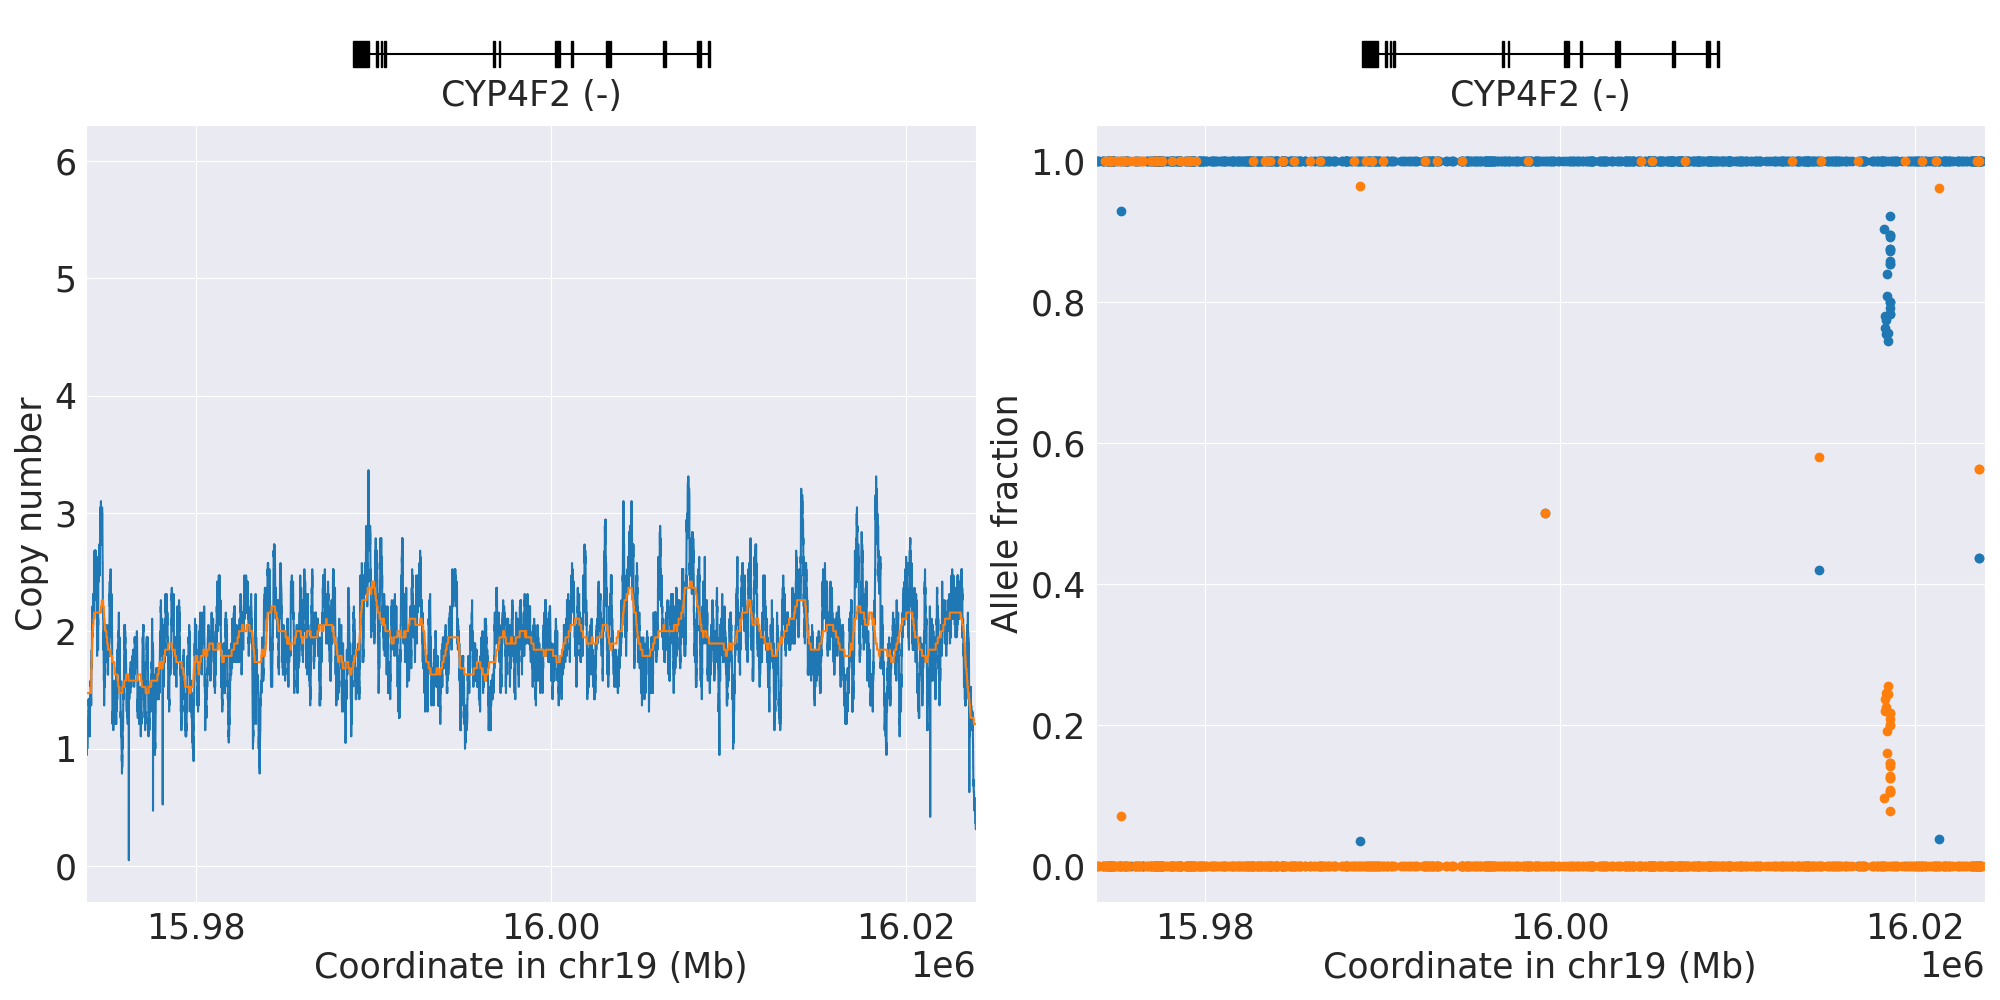 CYP4F2 (-)
6
5
4
3
2
1
0
Copy number
15.98
16.00
16.02
Coordinate in chr19 (Mb)
1e6
CYP4F2 (-)
1.0
0.8
0.6
0.4
0.2
0.0
Allele fraction
15.98
16.00
16.02
Coordinate in chr19 (Mb)
1e6